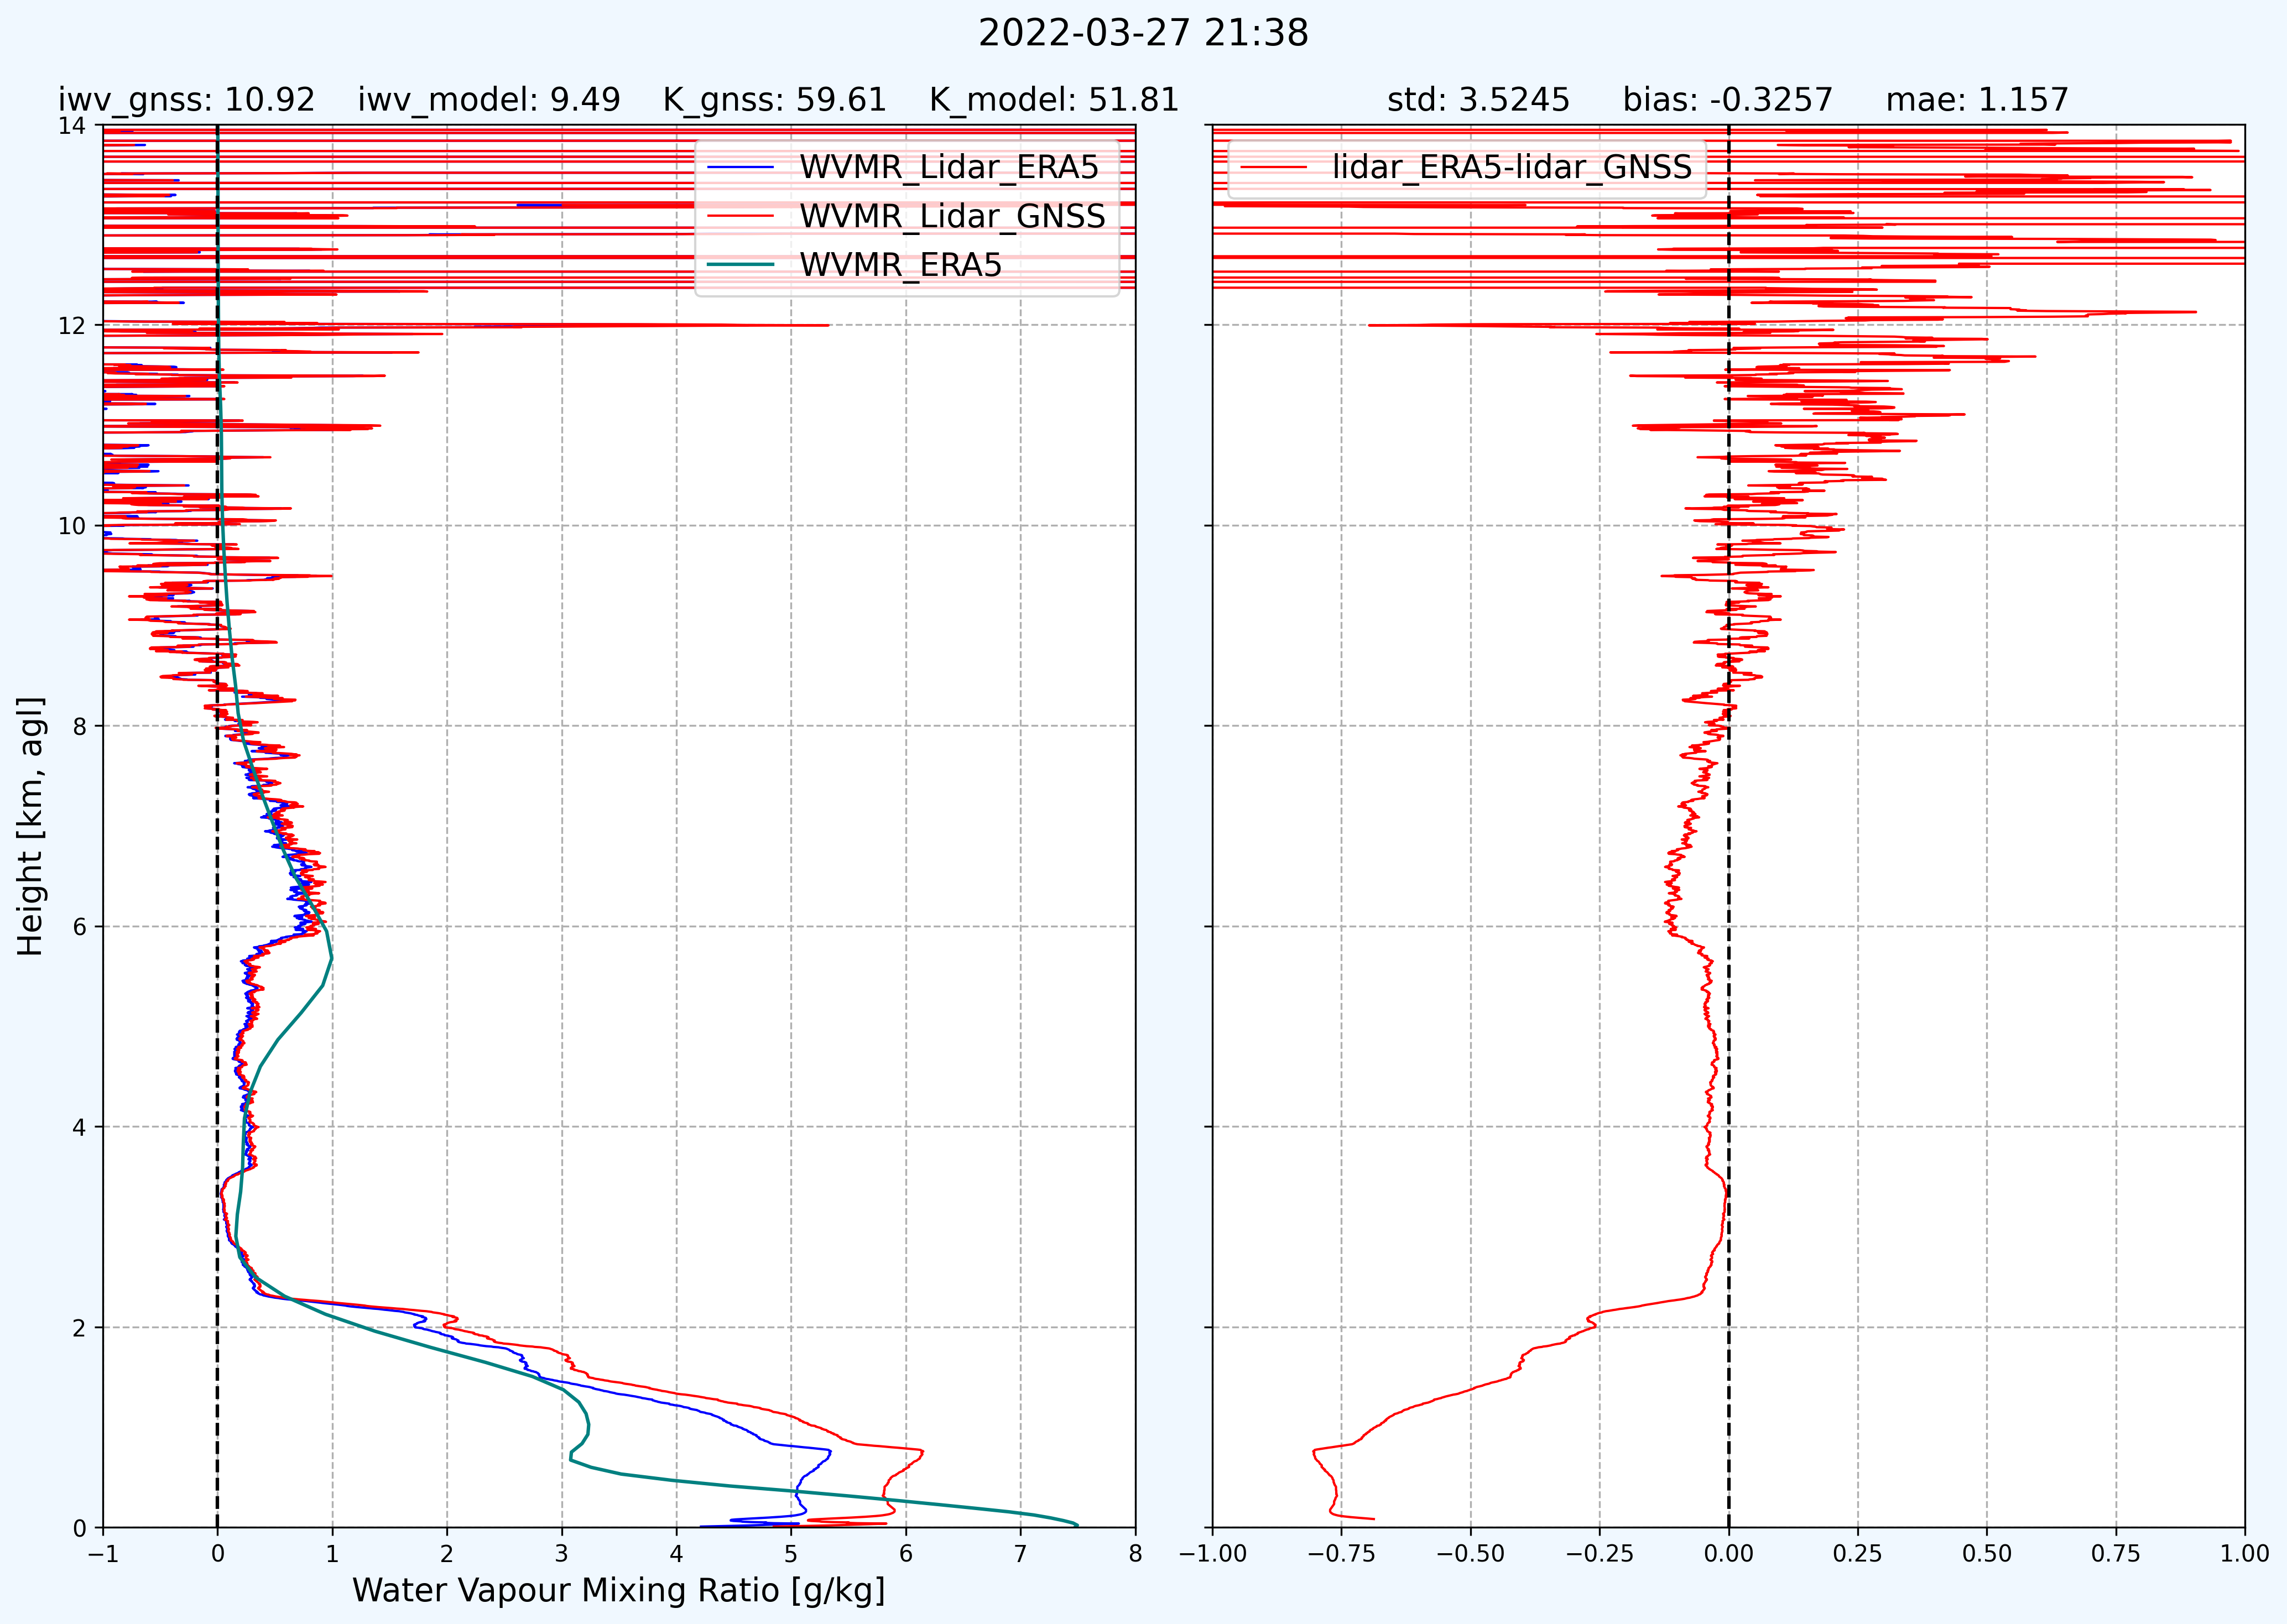 2022-03-27 21:38
iwv_gnss: 10.92 iwv_model: 9.49 K_gnss: 59.61 K_model: 51.81
std: 3.5245 bias: -0.3257 mae: 1.157
WVMR_Lidar_ERA5
WVMR_Lidar_GNSS
WVMR_ERA5
lidar_ERA5-lidar_GNSS
Height [km, agl]
14
12
10
8
6
4
2
0
−1 0 1 2 3 4 5 6 7 8
Water Vapour Mixing Ratio [g/kg]
−1.00 −0.75 −0.50 −0.25 0.00 0.25 0.50 0.75 1.00